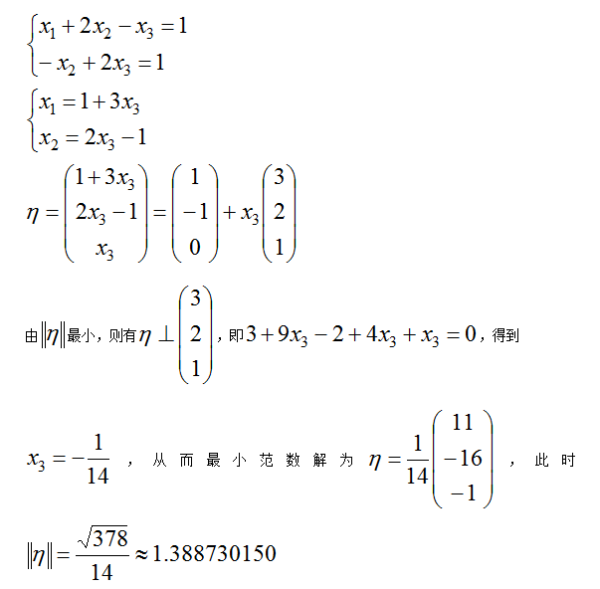 x₁ + 2x₂ − x₃ = 1
− x₂ + 2x₃ = 1
x₁ = 1 + 3x₃
x₂ = 2x₃ − 1
η = (1 + 3x₃, 2x₃ − 1, x₃) = (1, −1, 0) + x₃ (3, 2, 1)
由‖η‖最小，则有 η ⊥ (3, 2, 1)，即 3 + 9x₃ − 2 + 4x₃ + x₃ = 0，得到
x₃ = −1/14 ，从而最小范数解为 η = 1/14 (11, −16, −1)，此时
‖η‖ = √378/14 ≈ 1.388730150